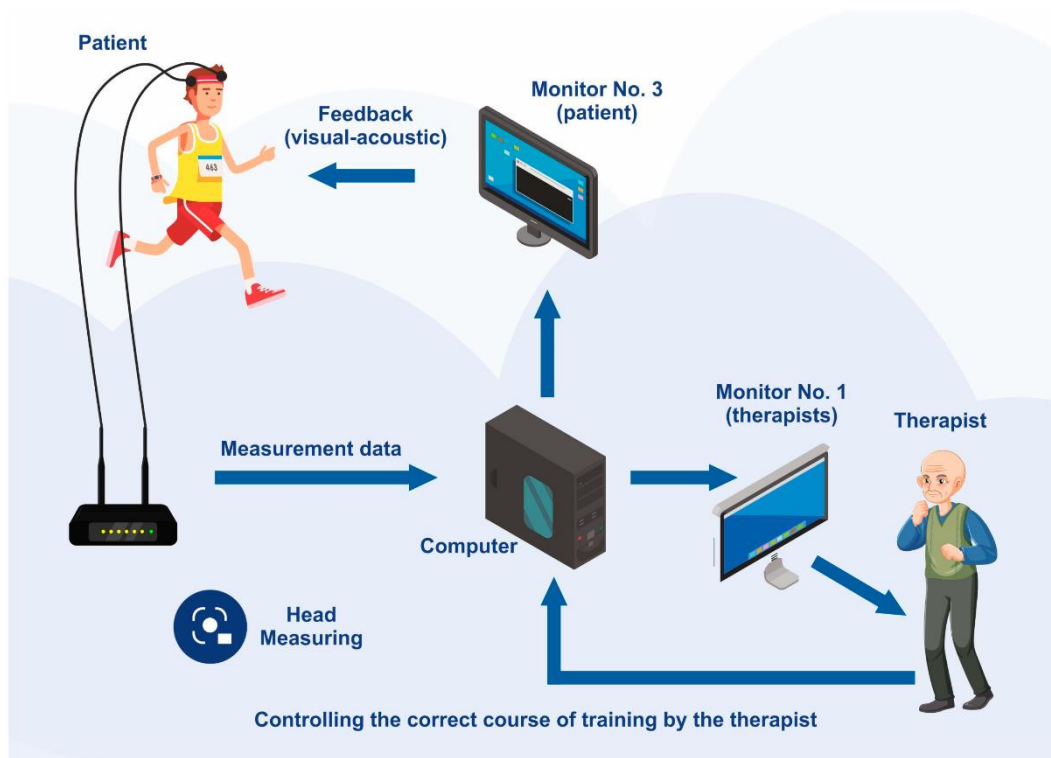 Patient
Monitor No. 3
(patient)
Feedback
(visual-acoustic)
463
Monitor No. 1
(therapists)
Therapist
Measurement data
Computer
Head
Measuring
Controlling the correct course of training by the therapist